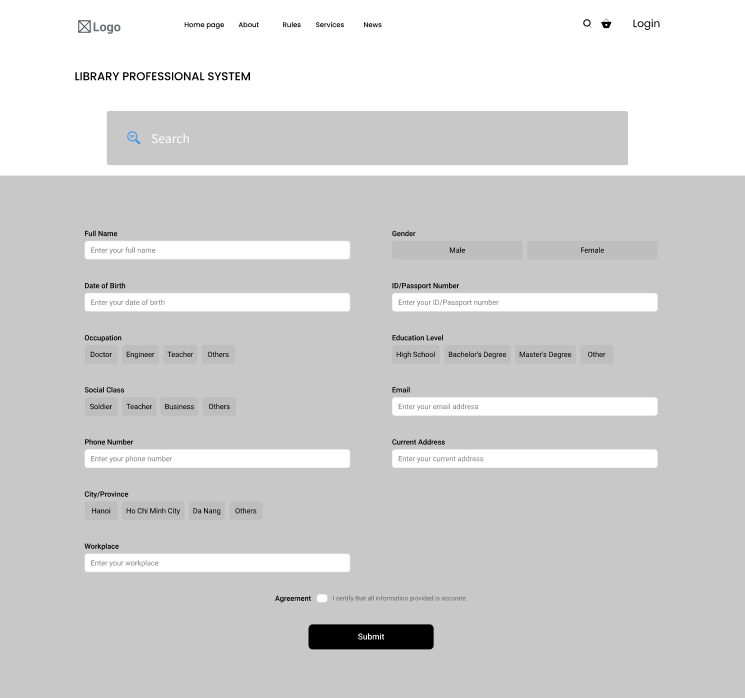 Logo
Home page About Rules Services News
Login
LIBRARY PROFESSIONAL SYSTEM
Search
Full Name
Enter your full name
Gender
Male Female
Date of Birth
Enter your date of birth
ID/Passport Number
Enter your ID/Passport number
Occupation
Doctor Engineer Teacher Others
Education Level
High School Bachelor's Degree Master's Degree Other
Social Class
Soldier Teacher Business Others
Email
Enter your email address
Phone Number
Enter your phone number
Current Address
Enter your current address
City/Province
Hanoi Ho Chi Minh City Da Nang Others
Workplace
Enter your workplace
Agreement I certify that all information provided is accurate.
Submit